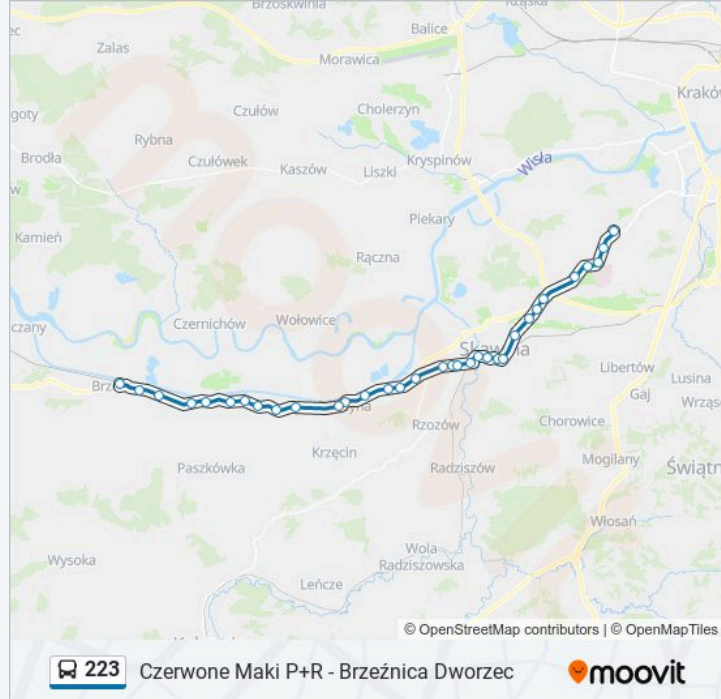 Brzoskwinia
Rząska
Balice
Zalas
Morawica
Kraków
Czułów
Cholerzyn
Rybna
Kryspinów
Wisła
Brodła
Czułówek
Kaszów
Liszki
Piekary
Kamień
Rączna
Czernichów
Wołowice
Skawina
Libertów
Lusina
Gaj
Rzozów
Chorowice
Krzęcin
Mogilany
Paszkówka
Radziszów
Włosań
Wysoka
Wola
Radziszowska
Leńcze
© OpenStreetMap contributors | © OpenMapTiles
223 Czerwone Maki P+R - Brzeźnica Dworzec moovit